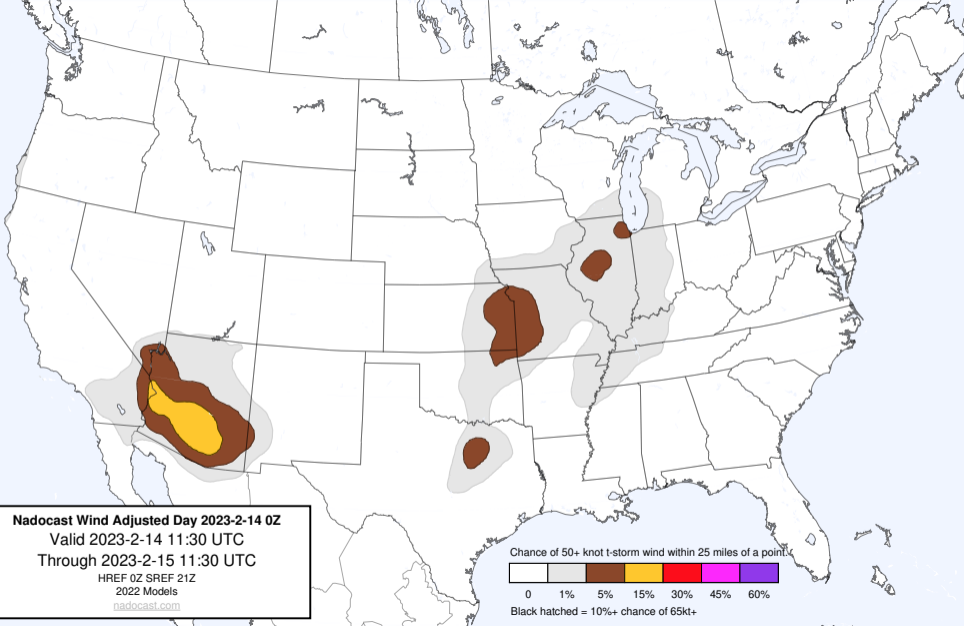 Nadocast Wind Adjusted Day 2023-2-14 0Z
Valid 2023-2-14 11:30 UTC
Through 2023-2-15 11:30 UTC
HREF 0Z SREF 21Z
2022 Models
nadocast.com
Chance of 50+ knot t-storm wind within 25 miles of a point.
0 1% 5% 15% 30% 45% 60%
Black hatched = 10%+ chance of 65kt+